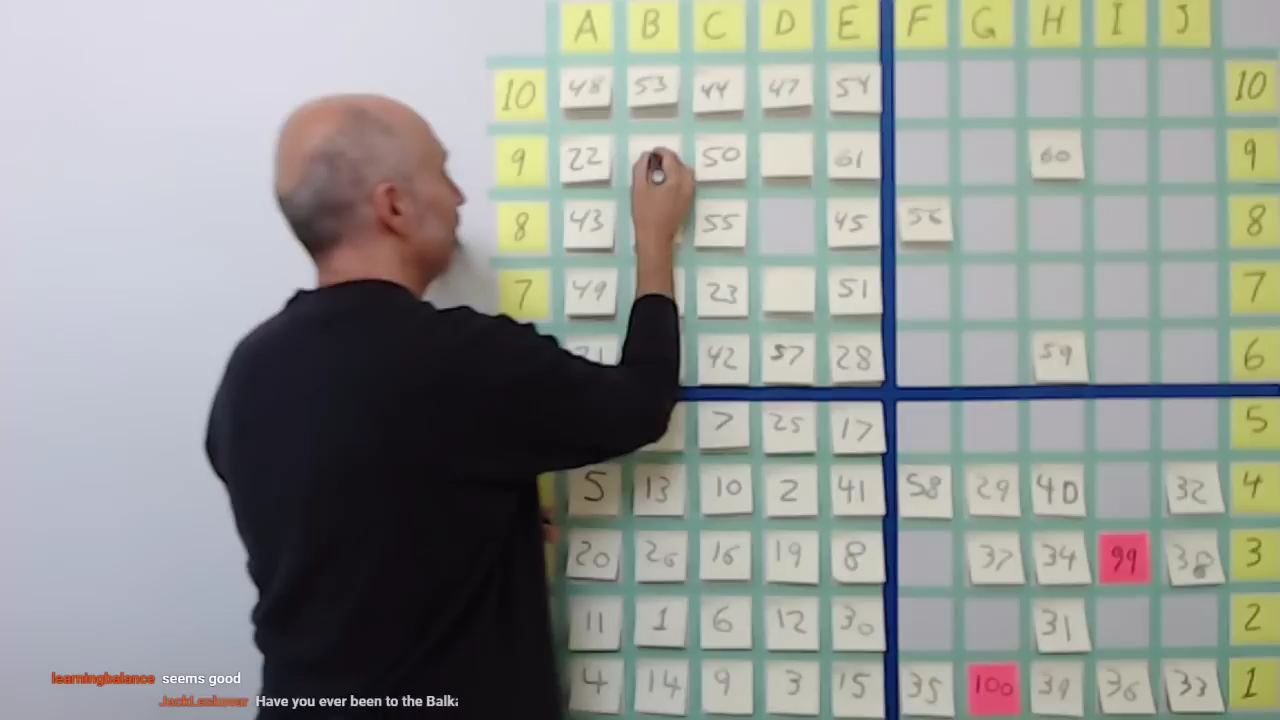 A B C D E F G H I J
10 48 53 44 47 54 10
9 22 50 61 60 9
8 43 55 45 56 8
7 49 23 51 7
42 57 28 59 6
7 25 17 5
5 13 10 2 41 58 29 40 32 4
20 26 16 19 8 37 34 99 38 3
11 1 6 12 30 31 2
4 14 9 3 15 35 100 39 36 33 1
learningbalance seems good
Have you ever been to the Balka